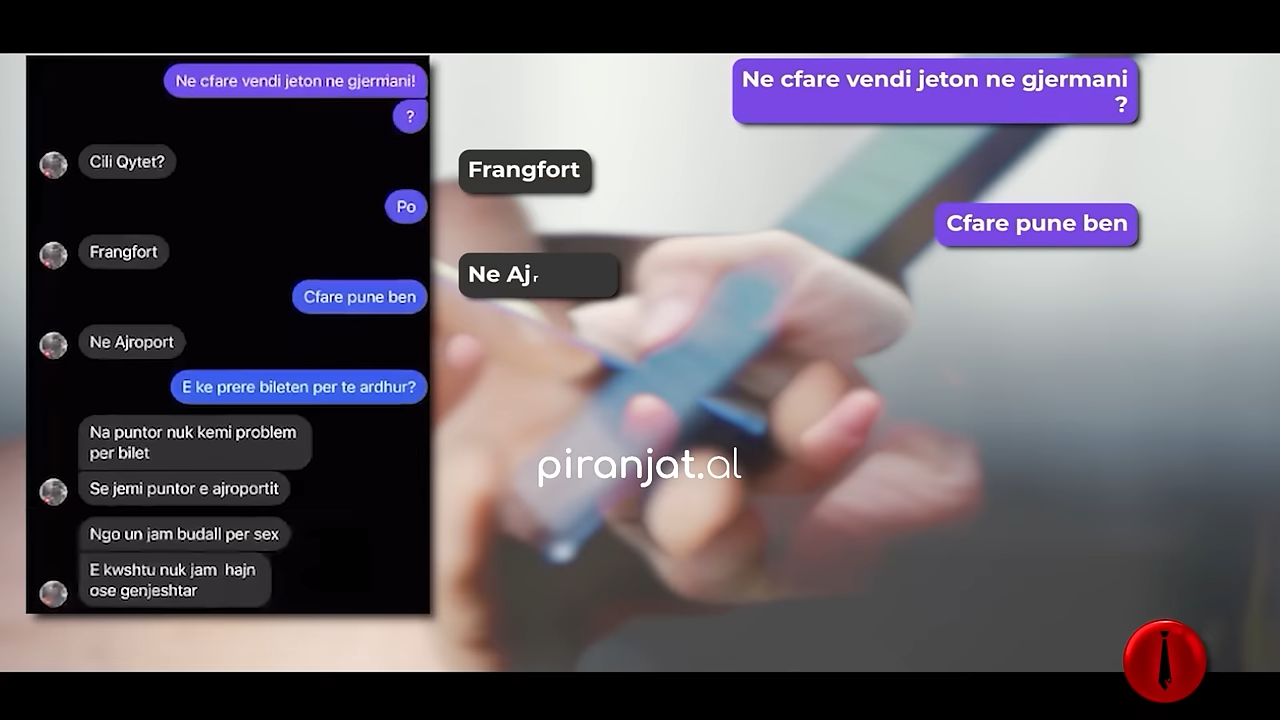 Ne cfare vendi jeton ne gjermani!
?
Cili Qytet?
Po
Frangfort
Cfare pune ben
Ne Ajroport
E ke prere bileten per te ardhur?
Na puntor nuk kemi problem
per bilet
Se jemi puntor e ajroportit
Ngo un jam budall per sex
E kwshtu nuk jam hajn
ose genjeshtar
Ne cfare vendi jeton ne gjermani
?
Frangfort
Cfare pune ben
Ne Ajr
piranjat.al